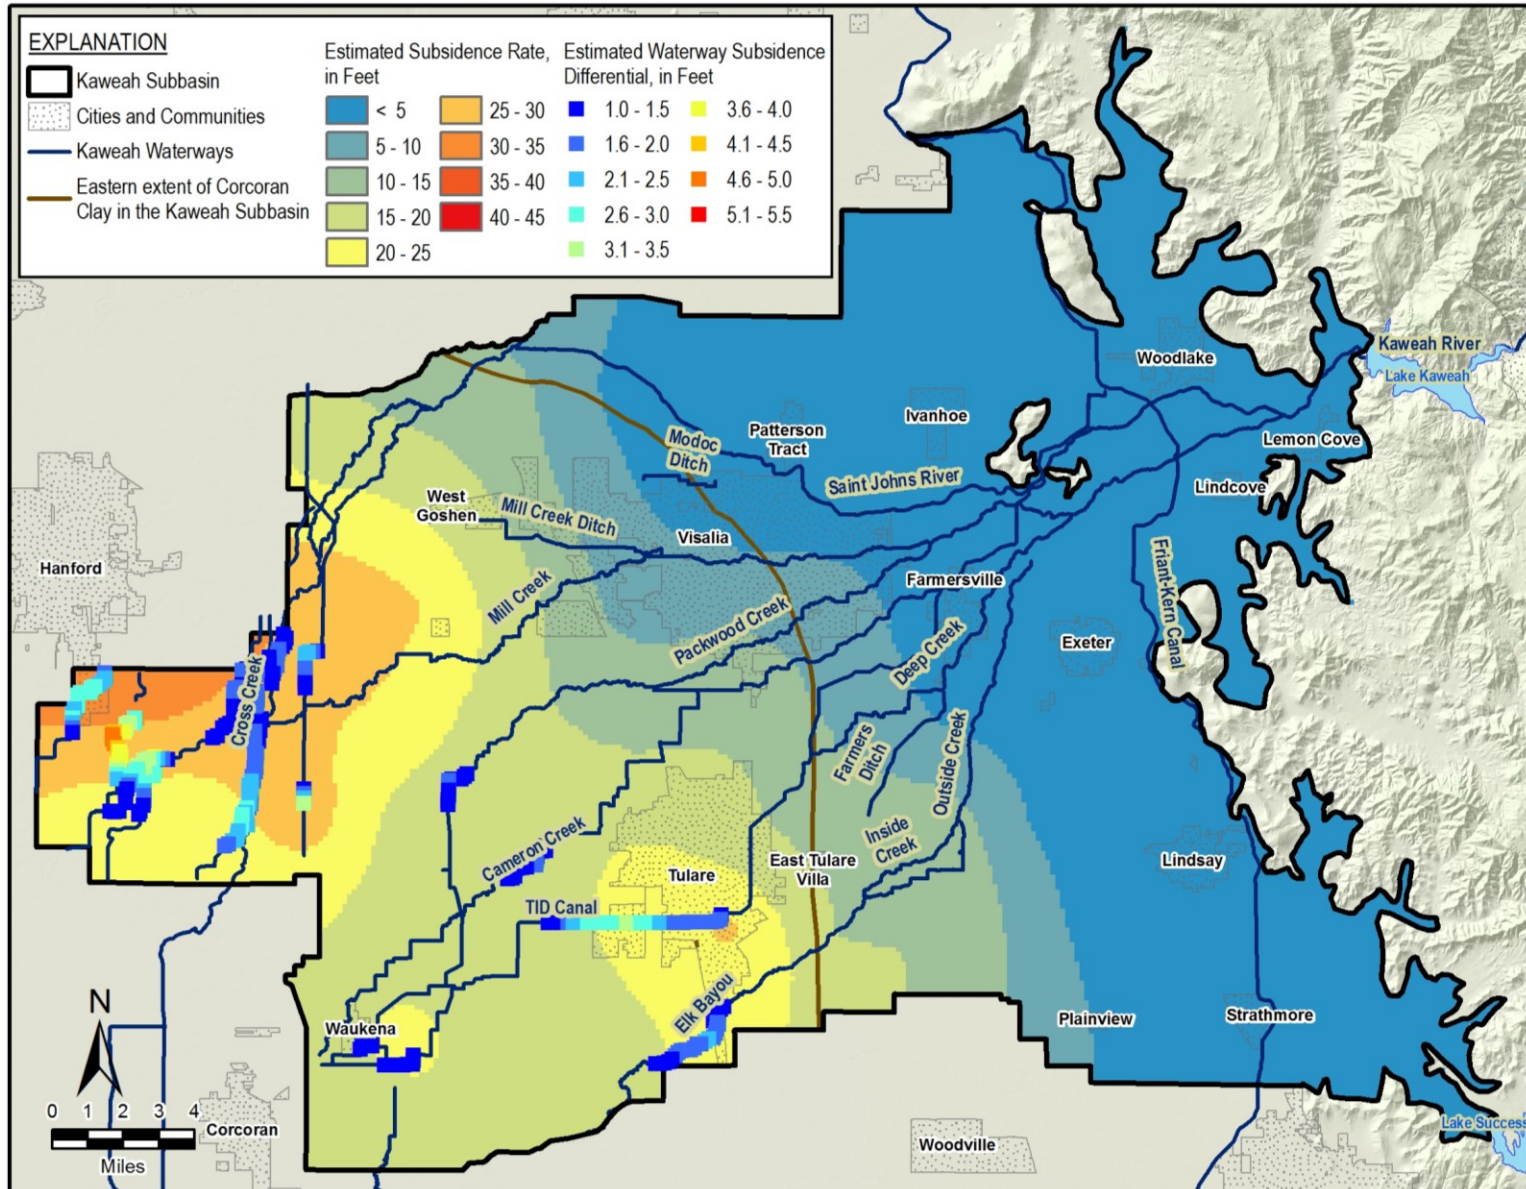 EXPLANATION
Kaweah Subbasin
Cities and Communities
Kaweah Waterways
Eastern extent of Corcoran
Clay in the Kaweah Subbasin
Estimated Subsidence Rate,
in Feet
< 5
5 - 10
10 - 15
15 - 20
20 - 25
25 - 30
30 - 35
35 - 40
40 - 45
Estimated Waterway Subsidence
Differential, in Feet
1.0 - 1.5
1.6 - 2.0
2.1 - 2.5
2.6 - 3.0
3.1 - 3.5
3.6 - 4.0
4.1 - 4.5
4.6 - 5.0
5.1 - 5.5
Kaweah River
Woodlake
Lake Kaweah
Ivanhoe
Patterson
Tract
Modoc
Ditch
Lemon Cove
Saint Johns River
Lindcove
West
Goshen
Mill Creek Ditch
Visalia
Hanford
Mill Creek
Farmersville
Friant-Kern Canal
Packwood Creek
Exeter
Deep Creek
Cross Creek
Farmers
Ditch
Outside Creek
Inside
Creek
Cameron Creek
Tulare
East Tulare
Villa
Lindsay
TID Canal
Elk Bayou
N
Waukena
Plainview
Strathmore
0 1 2 3 4
Miles
Corcoran
Woodville
Lake Success